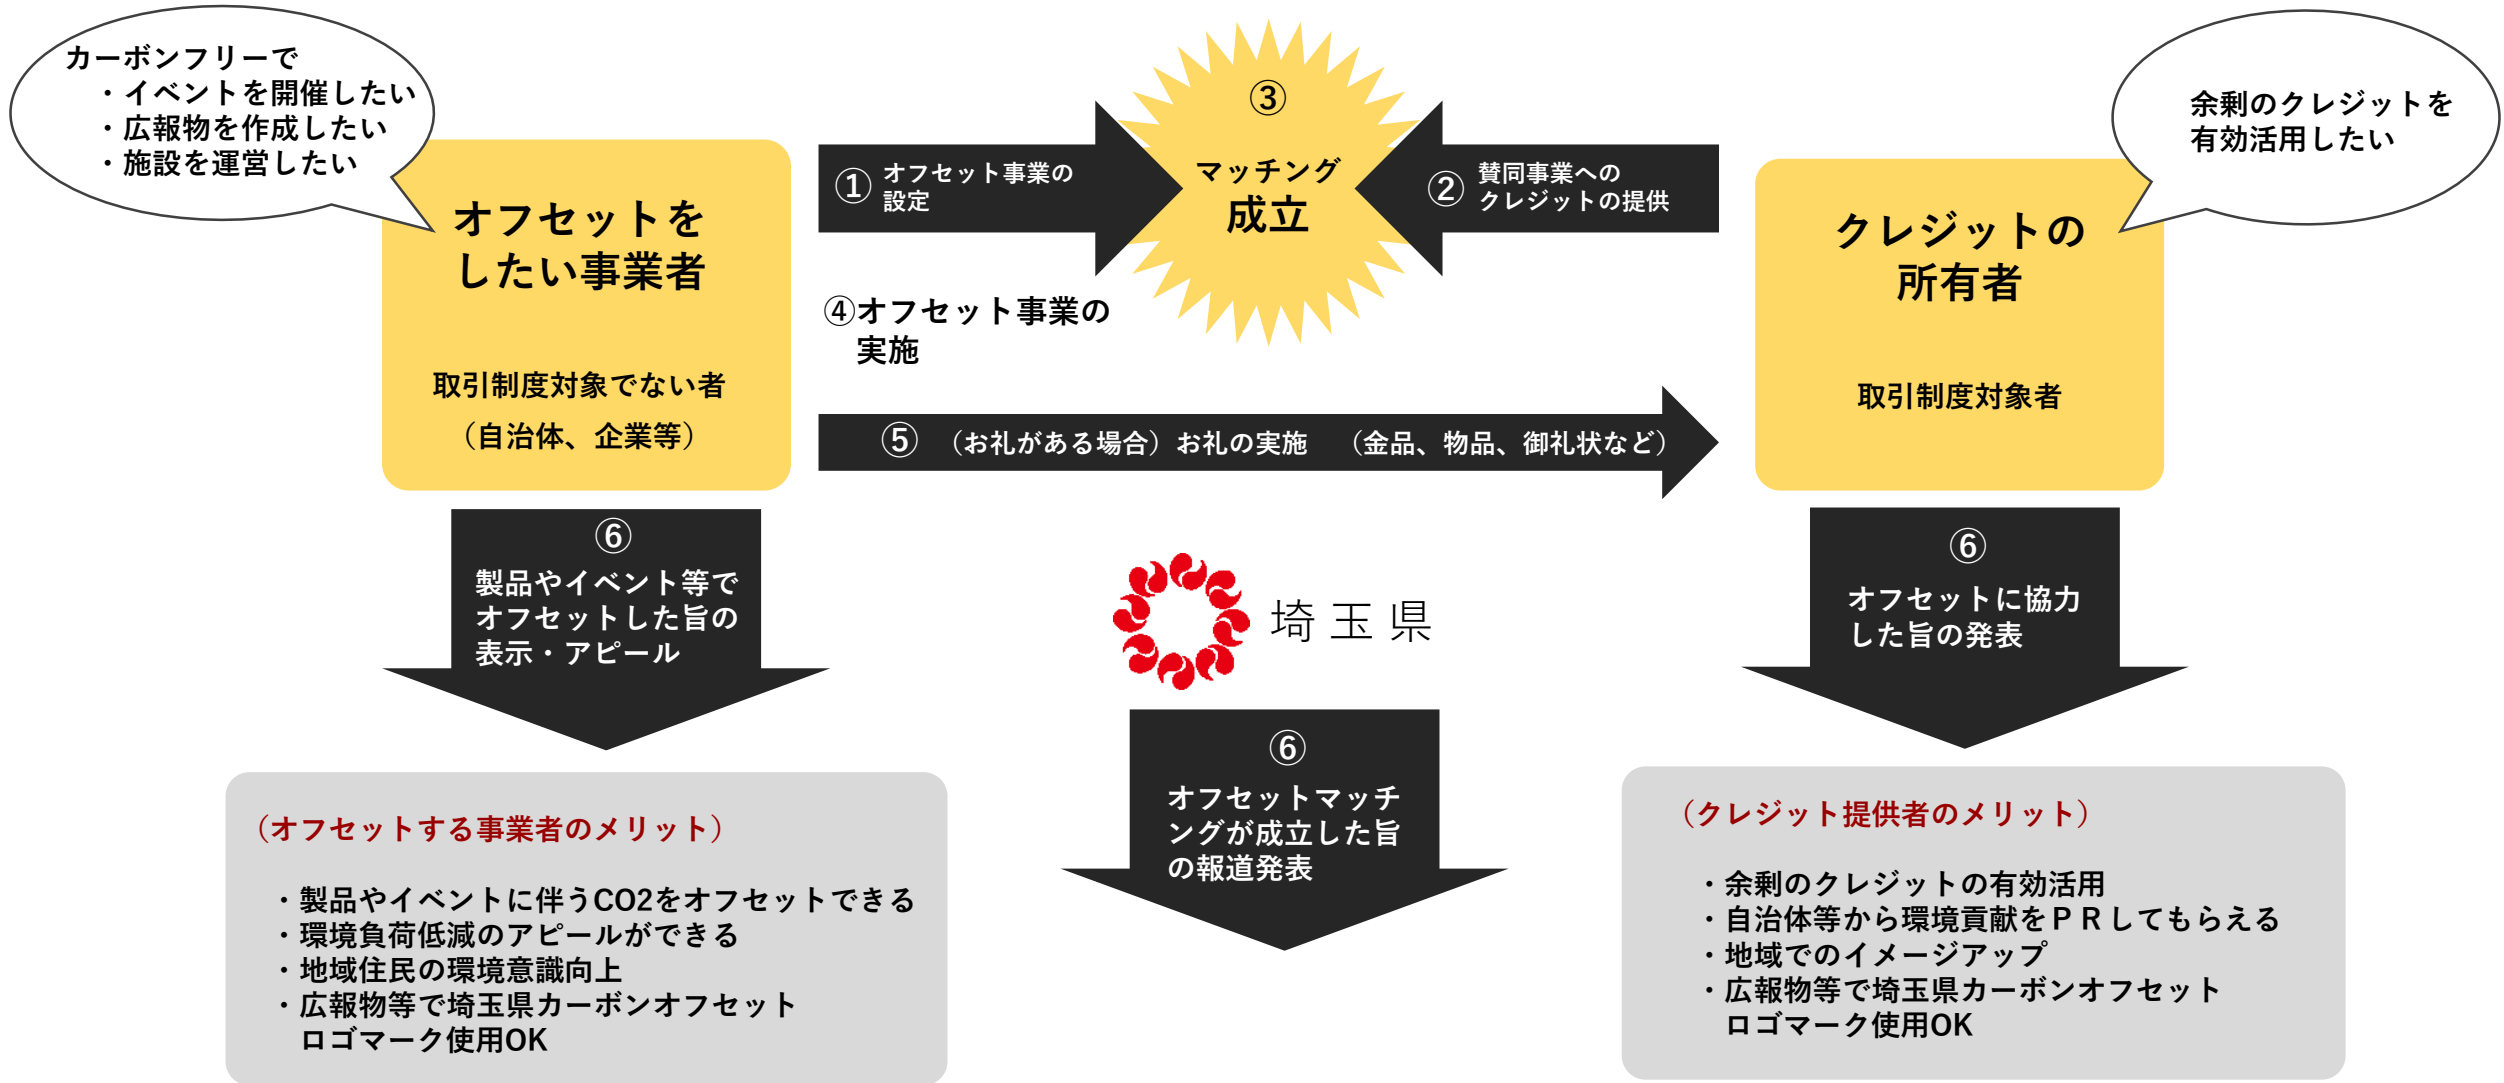 カーボンフリーで
・イベントを開催したい
・広報物を作成したい
・施設を運営したい
余剰のクレジットを
有効活用したい
オフセットを
したい事業者
取引制度対象でない者
（自治体、企業等）
① オフセット事業の
設定
③
マッチング
成立
② 賛同事業への
クレジットの提供
クレジットの
所有者
取引制度対象者
④オフセット事業の
実施
⑤ （お礼がある場合）お礼の実施 （金品、物品、御礼状など）
⑥
製品やイベント等で
オフセットした旨の
表示・アピール
埼玉県
⑥
オフセットマッチ
ングが成立した旨
の報道発表
⑥
オフセットに協力
した旨の発表
（オフセットする事業者のメリット）
・製品やイベントに伴うCO2をオフセットできる
・環境負荷低減のアピールができる
・地域住民の環境意識向上
・広報物等で埼玉県カーボンオフセット
ロゴマーク使用OK
（クレジット提供者のメリット）
・余剰のクレジットの有効活用
・自治体等から環境貢献をＰＲしてもらえる
・地域でのイメージアップ
・広報物等で埼玉県カーボンオフセット
ロゴマーク使用OK